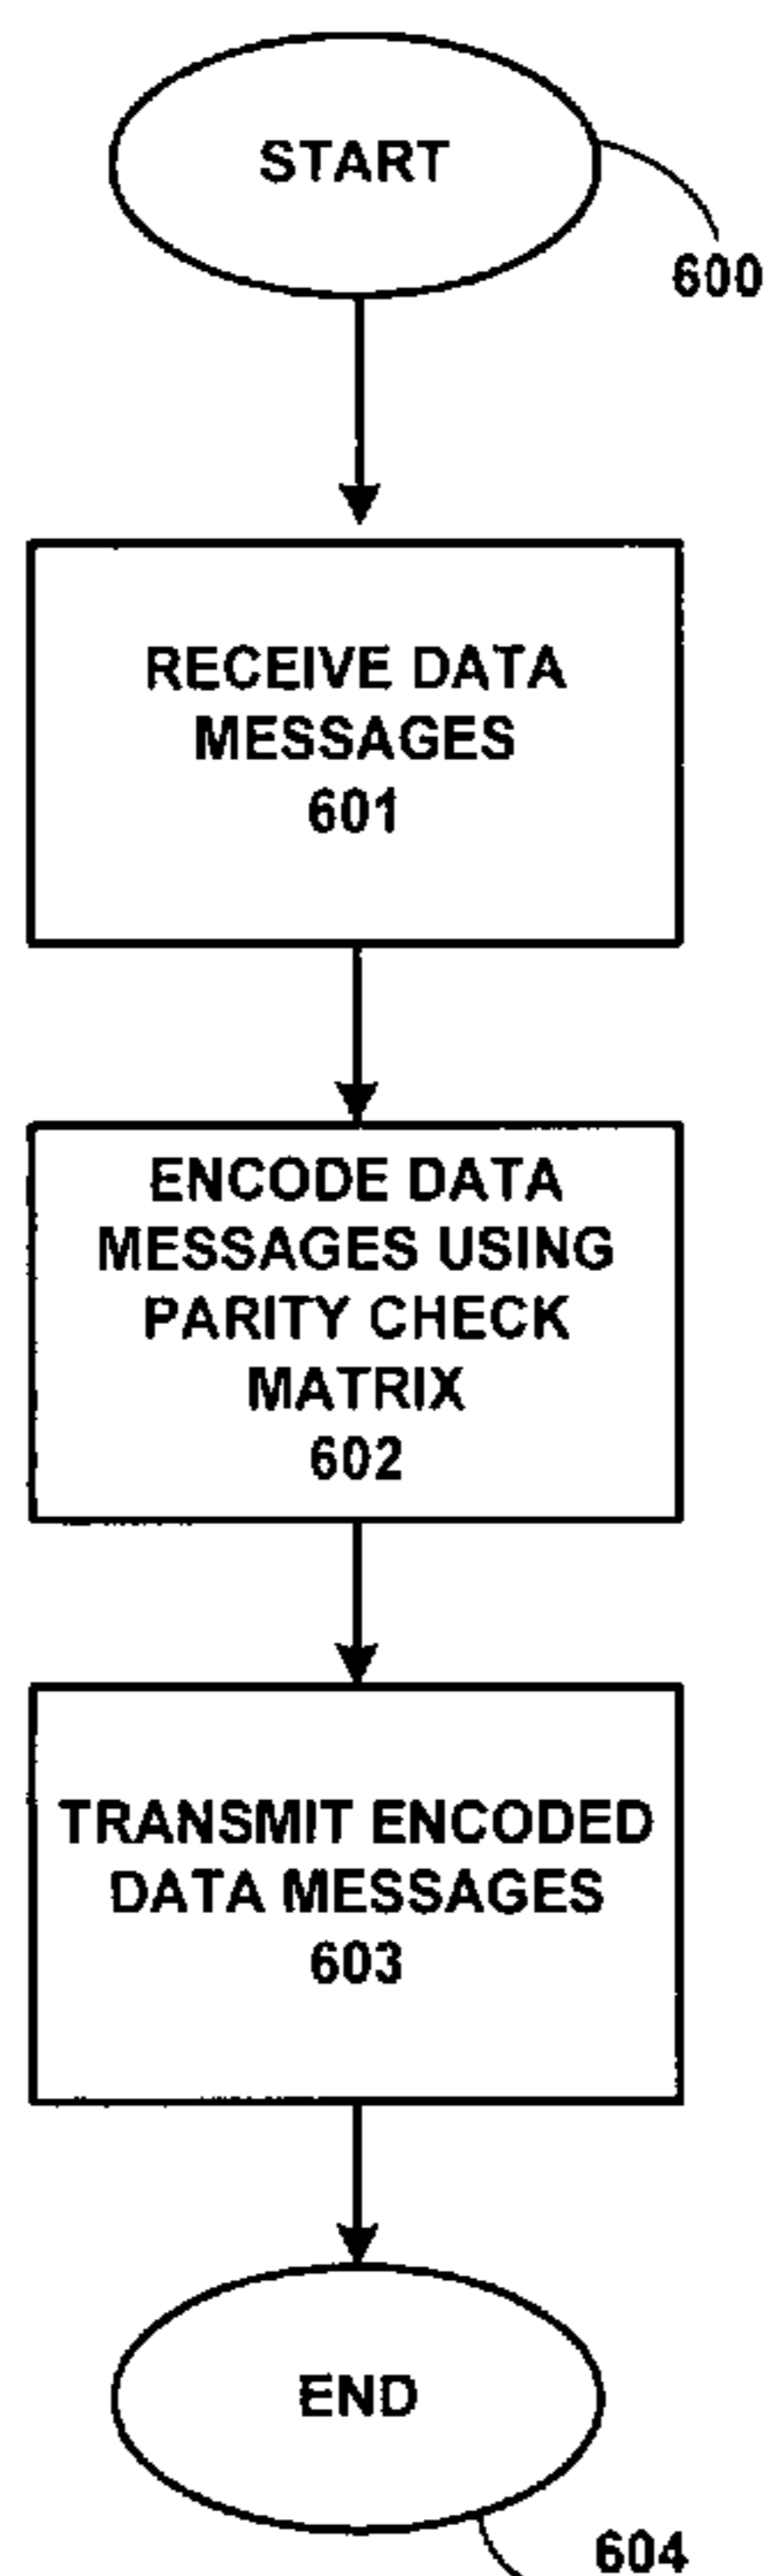 START
600
RECEIVE DATA
MESSAGES
601
ENCODE DATA
MESSAGES USING
PARITY CHECK
MATRIX
602
TRANSMIT ENCODED
DATA MESSAGES
603
END
604